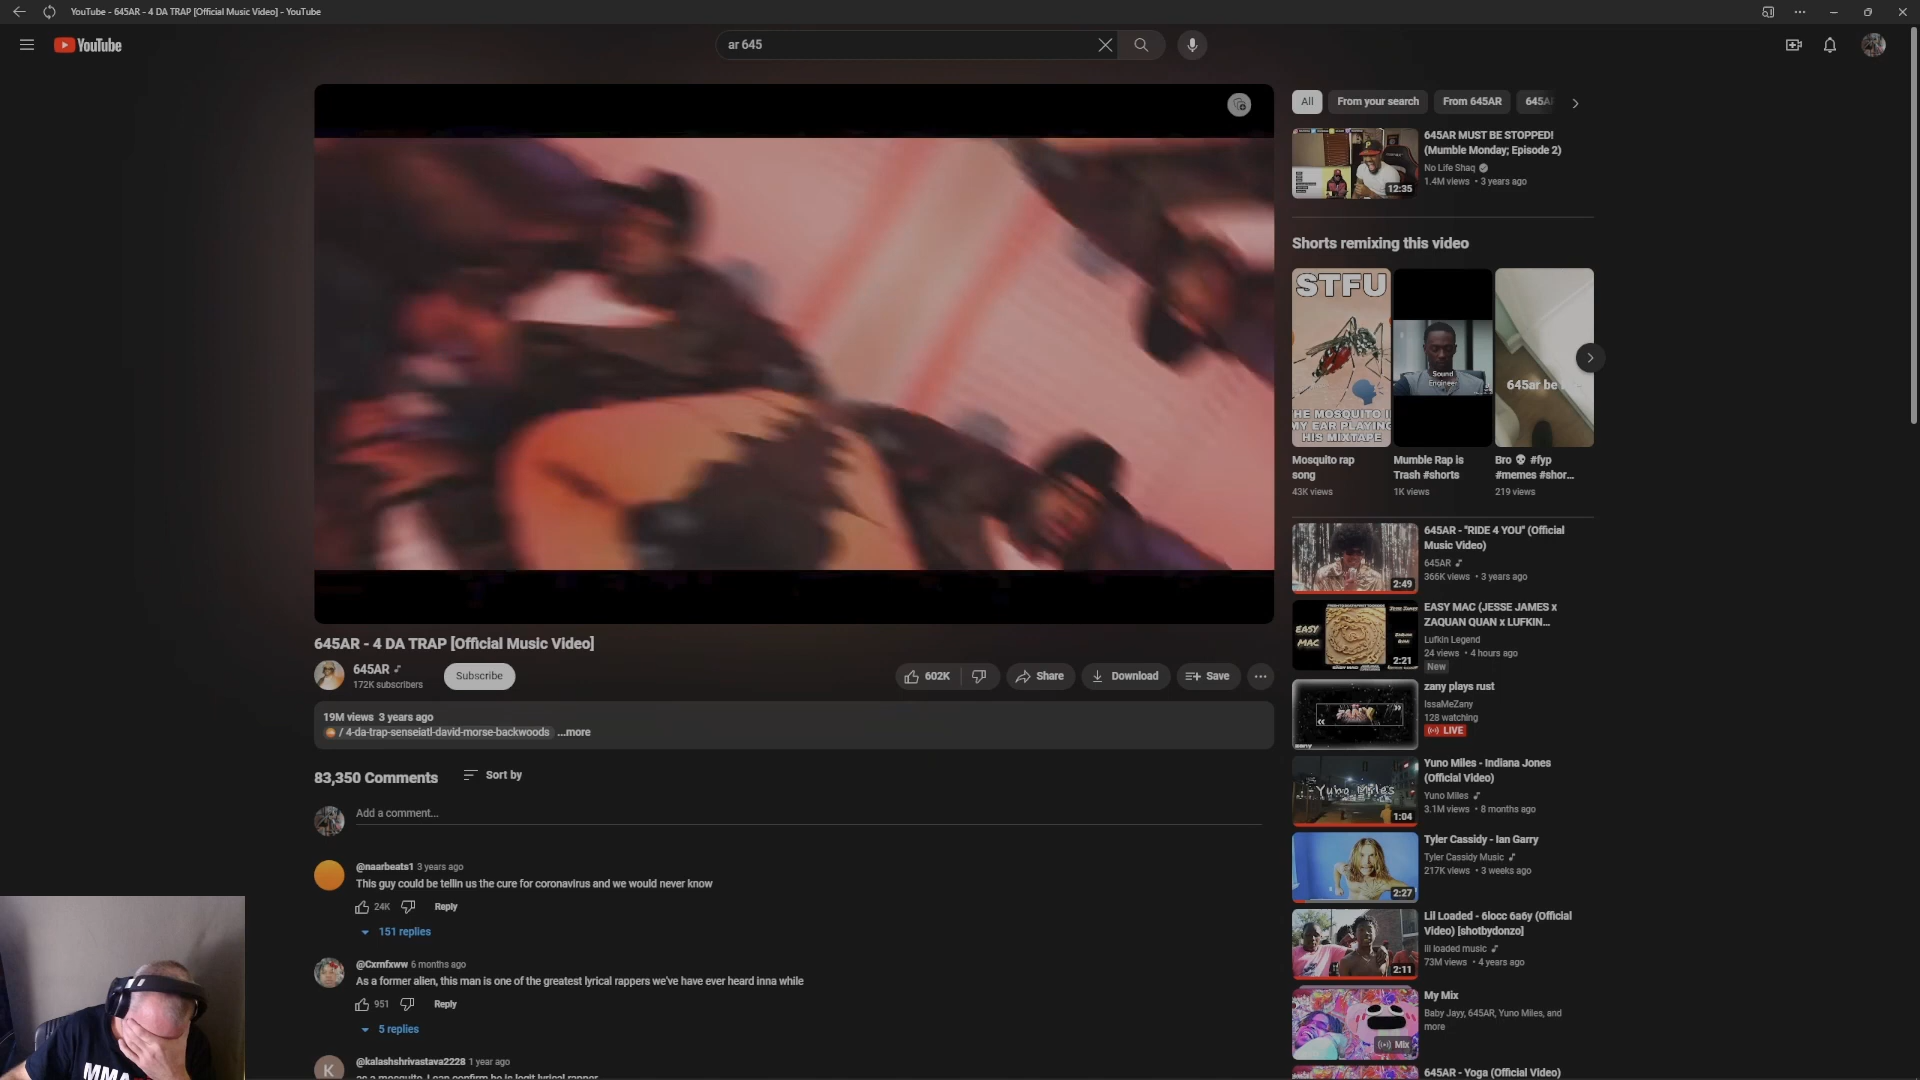 YouTube - 645AR - 4 DA TRAP [Official Music Video] - YouTube
YouTube
ar 645
645AR - 4 DA TRAP [Official Music Video]
645AR
172K subscribers
Subscribe
602K
Share
Download
Save
19M views 3 years ago
/ 4-da-trap-senseiatl-david-morse-backwoods ...more
83,350 Comments
Sort by
Add a comment...
@naarbeats1 3 years ago
This guy could be tellin us the cure for coronavirus and we would never know
24K
Reply
151 replies
@Cxmfxww 6 months ago
As a former alien, this man is one of the greatest lyrical rappers we've have ever heard inna while
951
Reply
5 replies
K
@kalashshrivastava2228 1 year ago
as a mosquito, I can confirm he is legit lyrical rapper
MMA
All
From your search
From 645AR
645A
645AR MUST BE STOPPED!
(Mumble Monday; Episode 2)
No Life Shaq
1.4M views • 3 years ago
12:35
Shorts remixing this video
STFU
HE MOSQUITO I
MY EAR PLAYING
HIS MIXTAPE
Mosquito rap
song
43K views
Sound
Engineer
Mumble Rap is
Trash #shorts
1K views
645ar be
Bro 💀 #fyp
#memes #shor...
219 views
645AR - "RIDE 4 YOU" (Official
Music Video)
645AR
366K views • 3 years ago
2:49
EASY MAC (JESSE JAMES x
ZAQUAN QUAN x LUFKIN...
Lufkin Legend
24 views • 4 hours ago
New
EASY
MAC
2:21
zany plays rust
IssaMeZany
128 watching
LIVE
Yuno Miles - Indiana Jones
(Official Video)
Yuno Miles
3.1M views • 8 months ago
Yuno Miles
1:04
Tyler Cassidy - Ian Garry
Tyler Cassidy Music
217K views • 3 weeks ago
2:27
Lil Loaded - 6locc 6a6y (Official
Video) [shotbydonzo]
lil loaded music
73M views • 4 years ago
2:11
My Mix
Baby Jayy, 645AR, Yuno Miles, and
more
Mix
645AR - Yoga (Official Video)